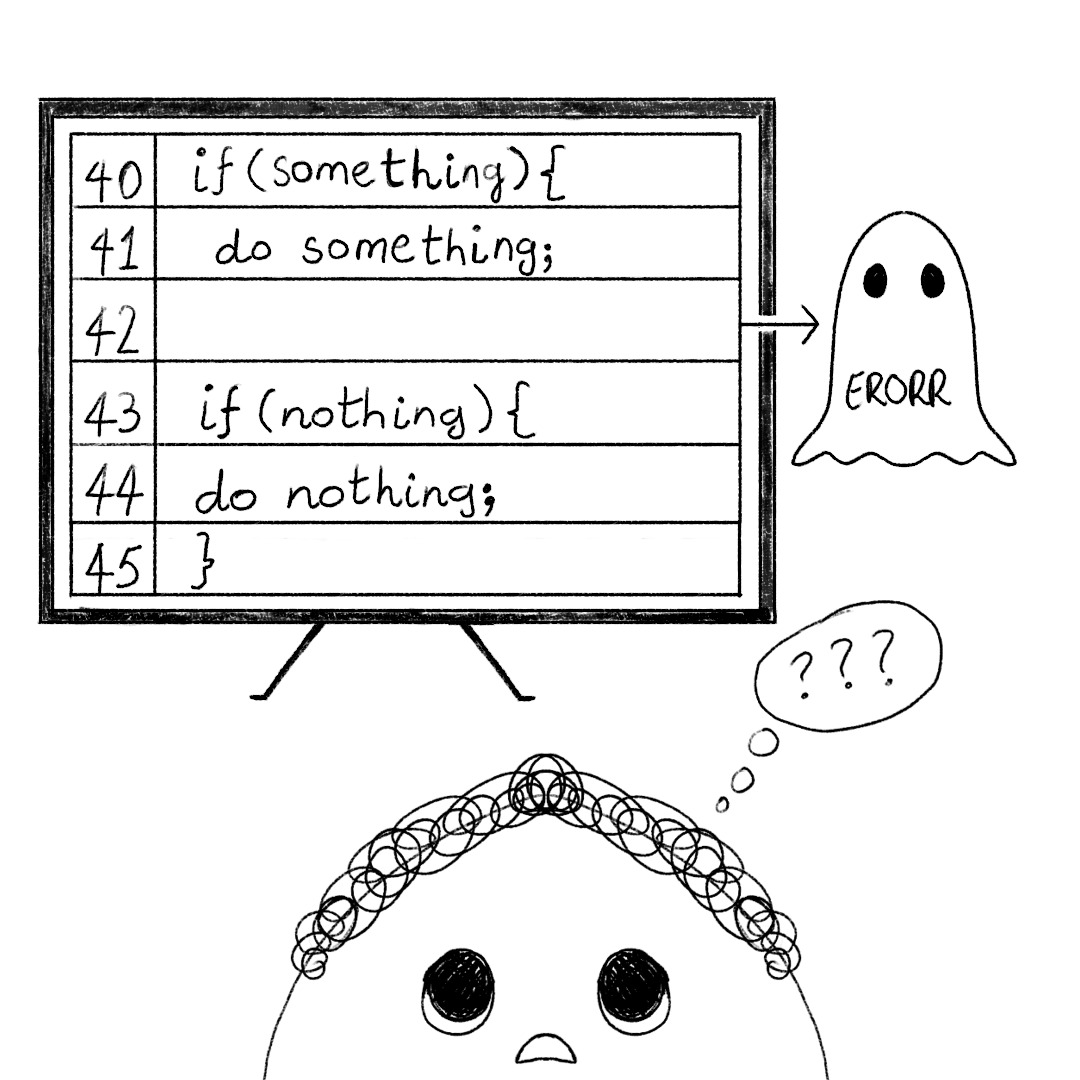 40 if(something){
41 do something;
42
43 if(nothing){
44 do nothing;
45 }
ERORR
???